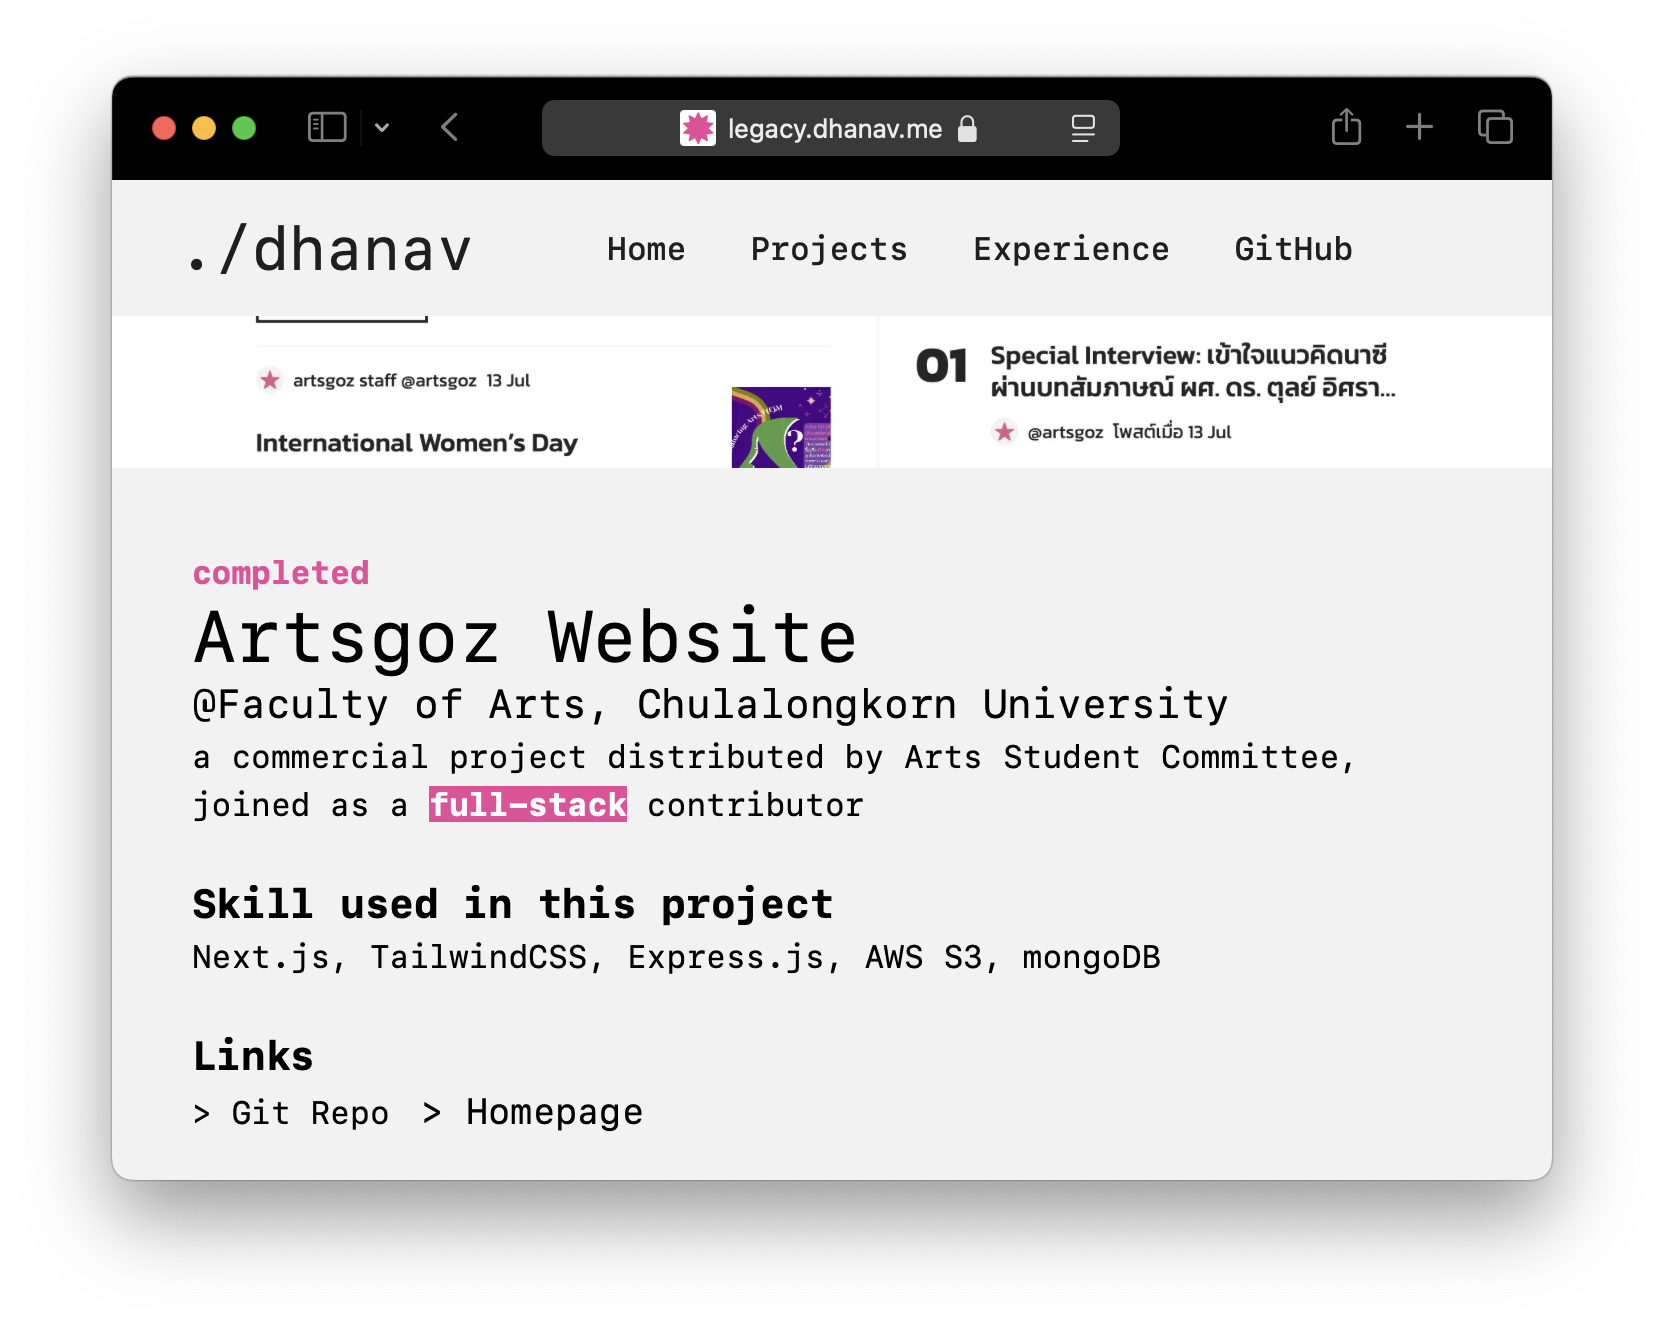 legacy.dhanav.me
./dhanav
Home Projects Experience GitHub
artsgoz staff @artsgoz 13 Jul
International Women's Day
?
01
Special Interview: เข้าใจแนวคิดนาซี
ผ่านบทสัมภาษณ์ ผศ. ดร. ตุลย์ อิศรา...
@artsgoz โพสต์เมื่อ 13 Jul
completed
Artsgoz Website
@Faculty of Arts, Chulalongkorn University
a commercial project distributed by Arts Student Committee,
joined as a full-stack contributor
Skill used in this project
Next.js, TailwindCSS, Express.js, AWS S3, mongoDB
Links
> Git Repo > Homepage